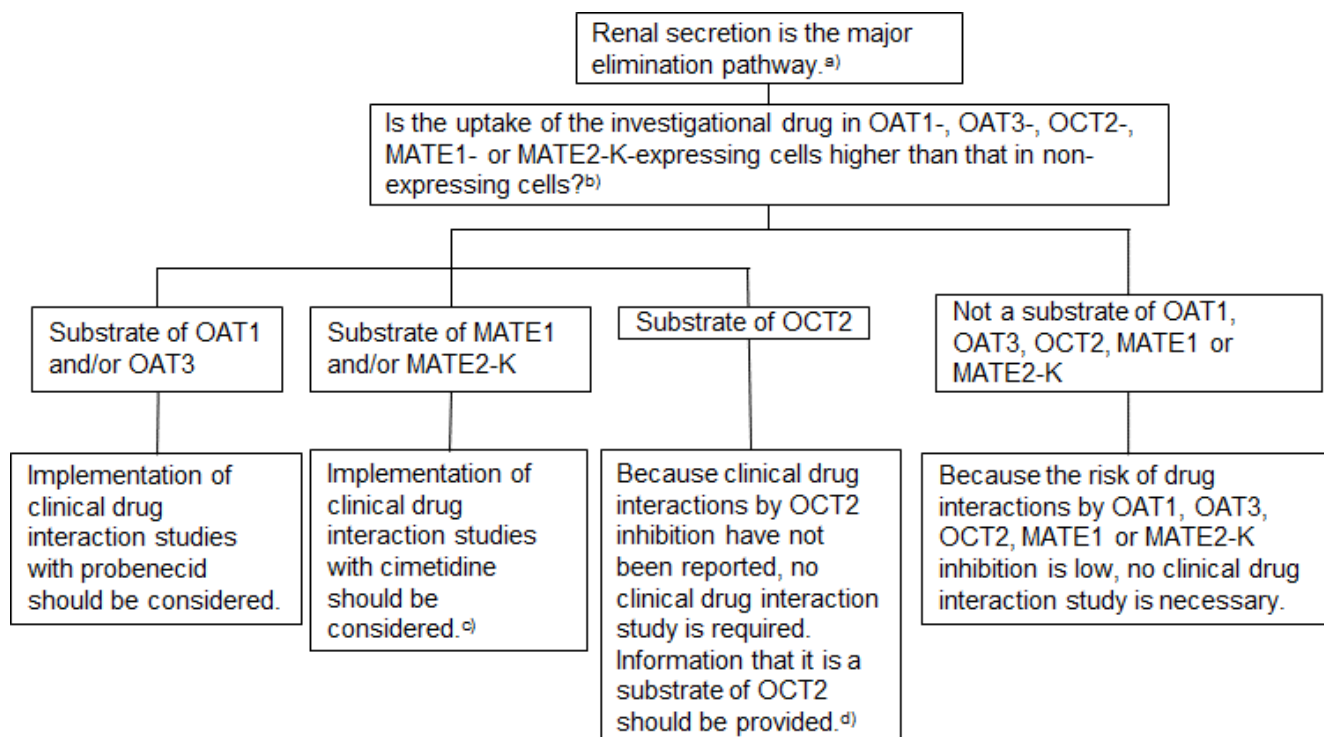 Renal secretion is the major
elimination pathway.a)
Is the uptake of the investigational drug in OAT1-, OAT3-, OCT2-,
MATE1- or MATE2-K-expressing cells higher than that in non-
expressing cells?b)
Substrate of OAT1
and/or OAT3
Substrate of MATE1
and/or MATE2-K
Substrate of OCT2
Not a substrate of OAT1,
OAT3, OCT2, MATE1 or
MATE2-K
Implementation of
clinical drug
interaction studies
with probenecid
should be considered.
Implementation of
clinical drug
interaction studies
with cimetidine
should be
considered.c)
Because clinical drug
interactions by OCT2
inhibition have not
been reported, no
clinical drug interaction
study is required.
Information that it is a
substrate of OCT2
should be provided.d)
Because the risk of drug
interactions by OAT1, OAT3,
OCT2, MATE1 or MATE2-K
inhibition is low, no clinical drug
interaction study is necessary.